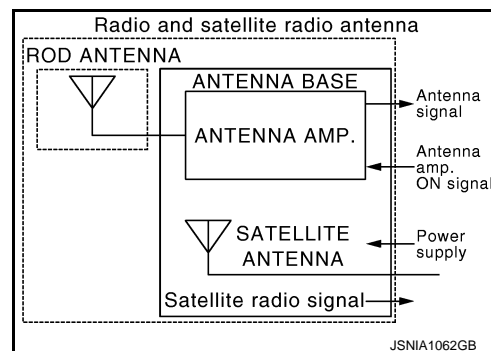 Radio and satellite radio antenna
ROD ANTENNA
ANTENNA BASE
ANTENNA AMP.
Antenna
signal
Antenna
amp.
ON signal
SATELLITE
ANTENNA
Power
supply
Satellite radio signal
JSNIA1062GB